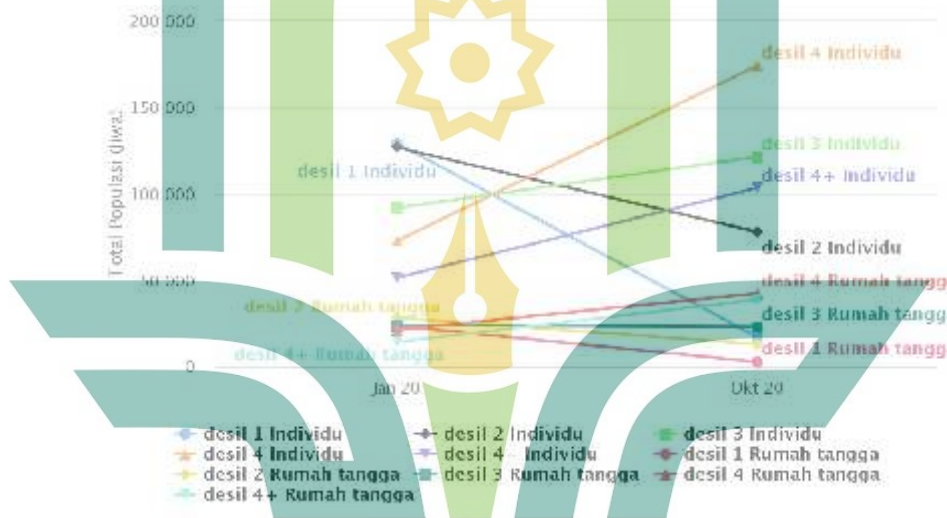 200 000
desil 4 Individu
150 000
desil 3 Individu
desil 1 Individu
desil 4+ Individu
100 000
Total Populasi (jiwa)
desil 2 Individu
50 000
desil 4 Rumah tangg
desil 2 Rumah tangga
desil 3 Rumah tangg
desil 4+ Rumah tangga
desil 1 Rumah tangg
0
Jan 20
Okt 20
desil 1 Individu
desil 2 Individu
desil 3 Individu
desil 4 Individu
desil 4 Individu
desil 1 Rumah tangga
desil 2 Rumah tangga
desil 3 Rumah tangga
desil 4 Rumah tangga
desil 4+ Rumah tangga